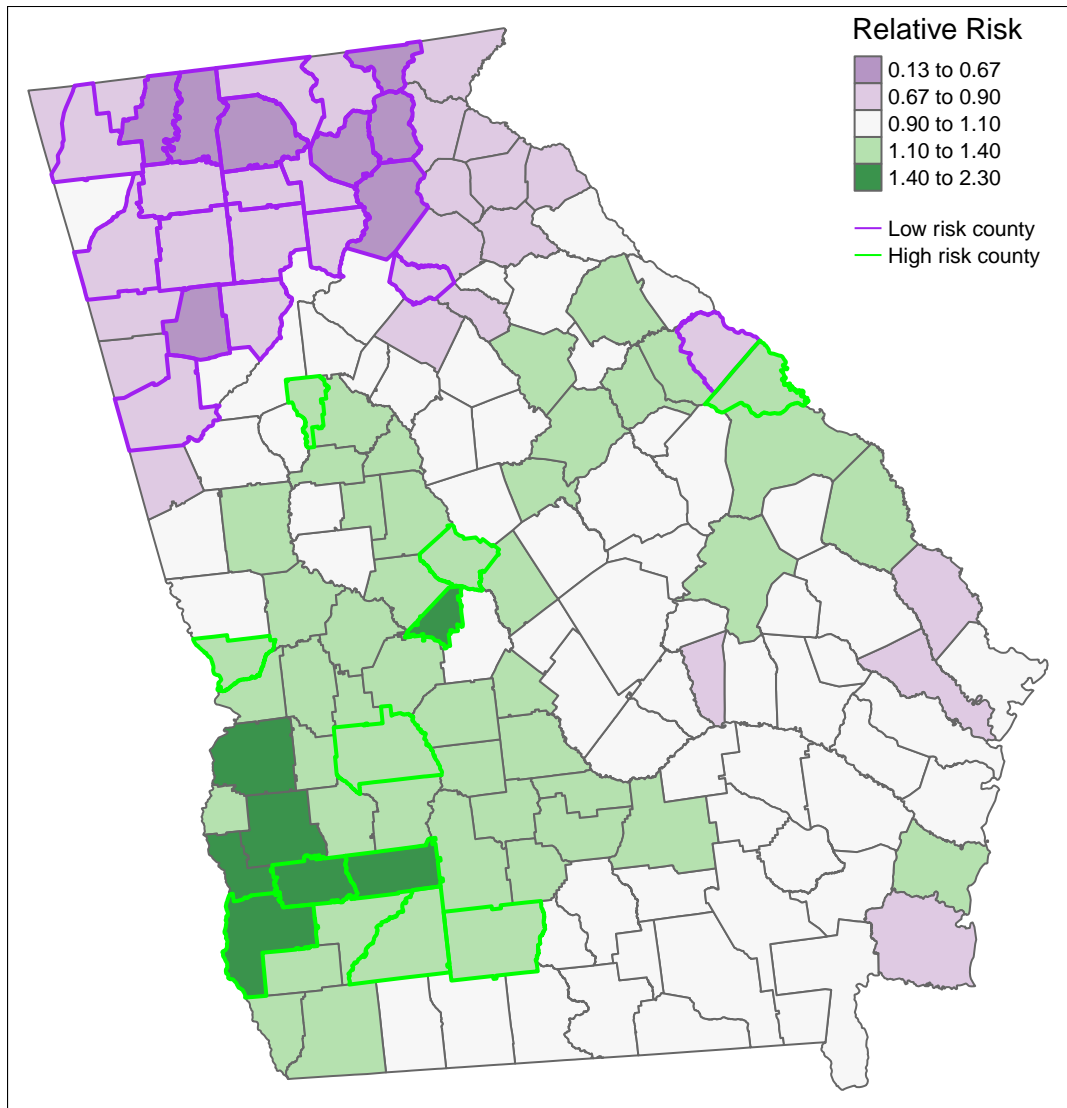 Relative Risk
0.13 to 0.67
0.67 to 0.90
0.90 to 1.10
1.10 to 1.40
1.40 to 2.30
Low risk county
High risk county